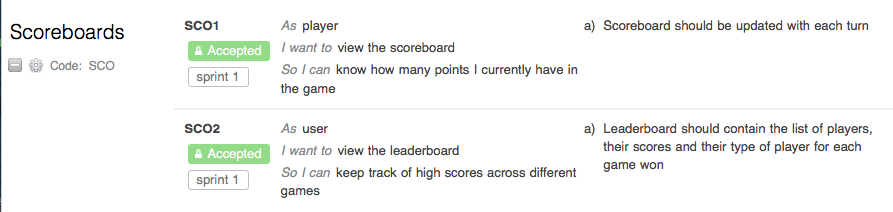 Scoreboards
Code: SCO
SCO1
Accepted
sprint 1
As player
I want to view the scoreboard
So I can know how many points I currently have in
the game
a) Scoreboard should be updated with each turn
SCO2
Accepted
sprint 1
As user
I want to view the leaderboard
So I can keep track of high scores across different
games
a) Leaderboard should contain the list of players,
their scores and their type of player for each
game won